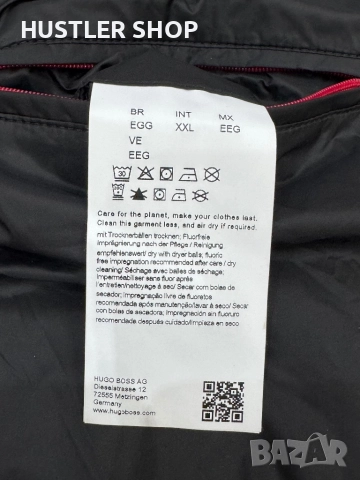 HUSTLER SHOP
BR INT MX
EGG XXL EEG
VE
EEG
30
Care for the planet, make your clothes last.
Clean this garment less, and air dry if required.
mit Trocknerbällen trocknen; Fluorfreie
Imprägnierung nach der Pflege / Reinigung
empfehlenswert/ dry with dryer balls, fluoric
free impregnation recommended after care / dry
cleaning/ Séchage avec balles de séchage;
Imperméabiliser sans fluor après
l'entretien/nettoyage à sec/ Secar con bolas de
secador; impregnación libre de fluoretos
recomendada após manutenção/lavar à seco/Secar
con bolas de secadora; impregnación sin fluor
recomendada después cuidado/limpieza en seco
HUGO BOSS AG
Dieselstrasse 12
72555 Metzingen
Germany
www.hugoboss.com
BAZAR